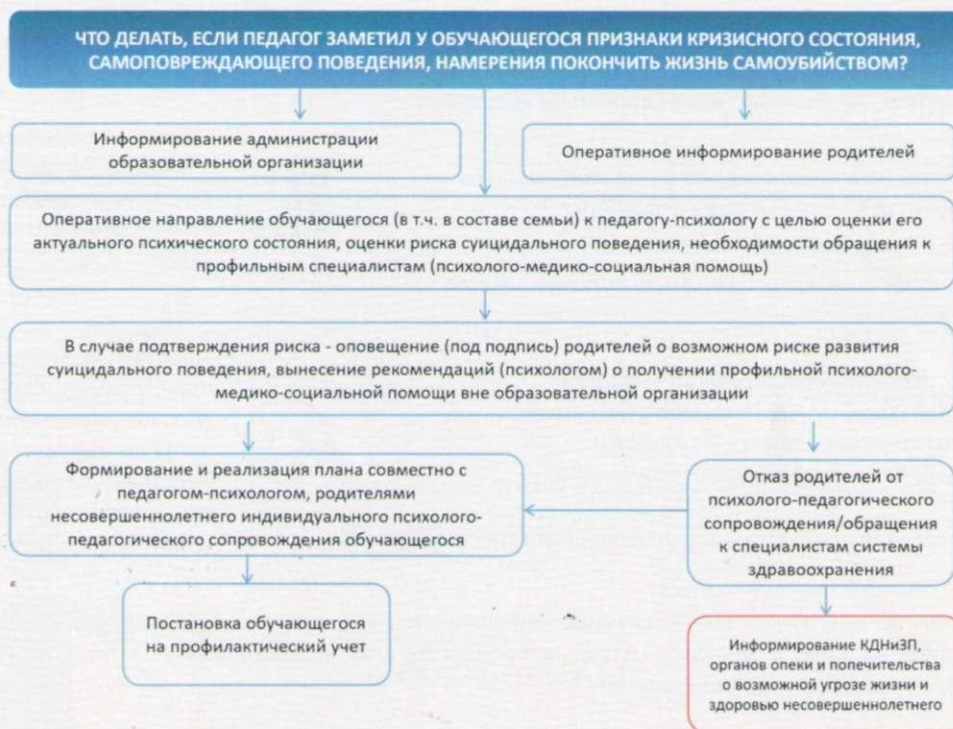 ЧТО ДЕЛАТЬ, ЕСЛИ ПЕДАГОГ ЗАМЕТИЛ У ОБУЧАЮЩЕГОСЯ ПРИЗНАКИ КРИЗИСНОГО СОСТОЯНИЯ,
САМОПОВРЕЖДАЮЩЕГО ПОВЕДЕНИЯ, НАМЕРЕНИЯ ПОКОНЧИТЬ ЖИЗНЬ САМОУБИЙСТВОМ?
Информирование администрации
образовательной организации
Оперативное информирование родителей
Оперативное направление обучающегося (в т.ч. в составе семьи) к педагогу-психологу с целью оценки его
актуального психического состояния, оценки риска суицидального поведения, необходимости обращения к
профильным специалистам (психолого-медико-социальная помощь)
В случае подтверждения риска - оповещение (под подпись) родителей о возможном риске развития
суицидального поведения, вынесение рекомендаций (психологом) о получении профильной психолого-
медико-социальной помощи вне образовательной организации
Формирование и реализация плана совместно с
педагогом-психологом, родителями
несовершеннолетнего индивидуального психолого-
педагогического сопровождения обучающегося
Отказ родителей от
психолого-педагогического
сопровождения/обращения
к специалистам системы
здравоохранения
Постановка обучающегося
на профилактический учет
Информирование КДНиЗП,
органов опеки и попечительства
о возможной угрозе жизни и
здоровью несовершеннолетнего